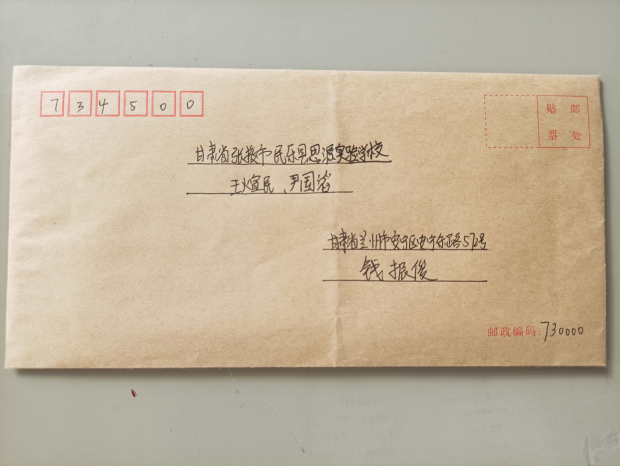 734500
贴 邮
票 处
甘肃省张掖市民乐县思源实验学校
王宣民、尹国
甘肃省兰州市安宁区安宁东路572号
钱振俊
邮政编码:730000